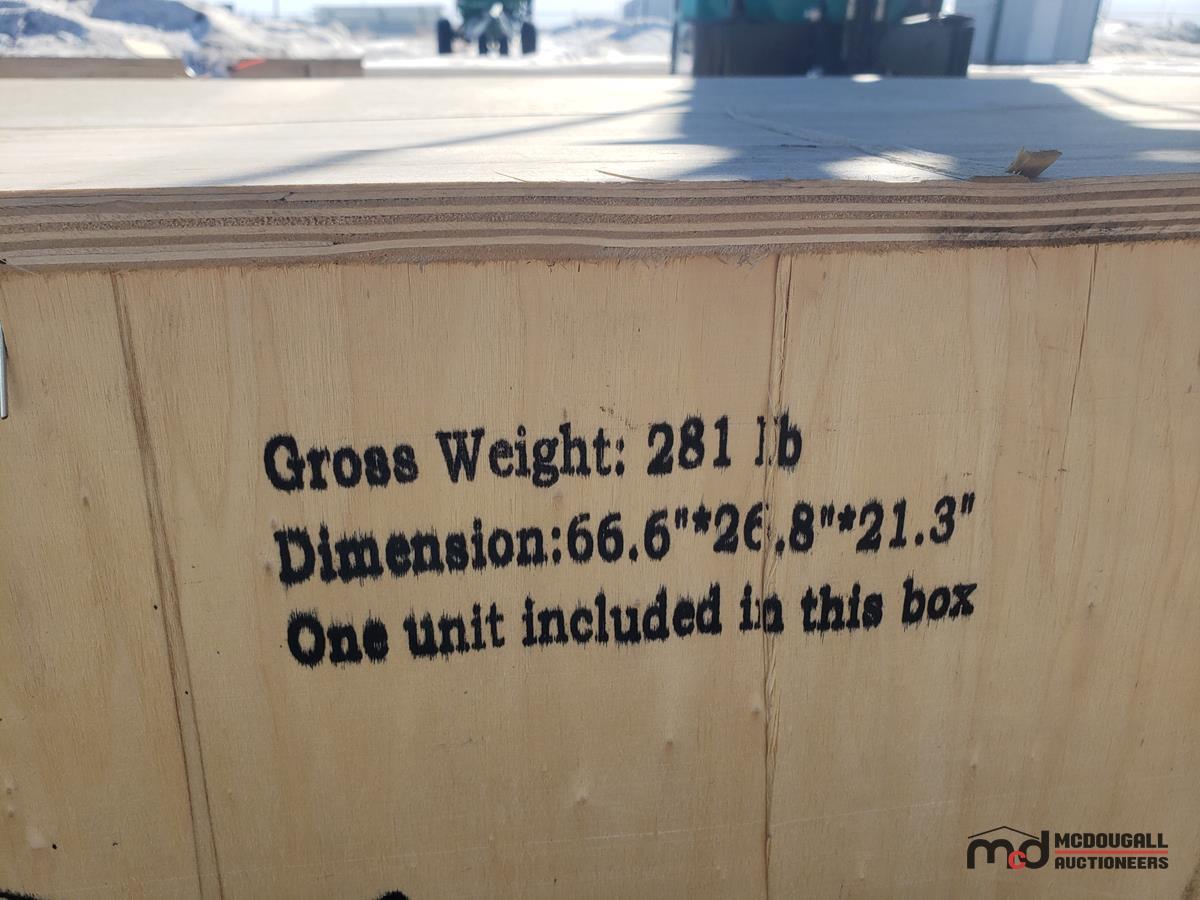 Gross Weight: 281 lb
Dimension:66.6"*26.8"*21.3"
One unit included in this box
mcd MCDOUGALL
AUCTIONEERS